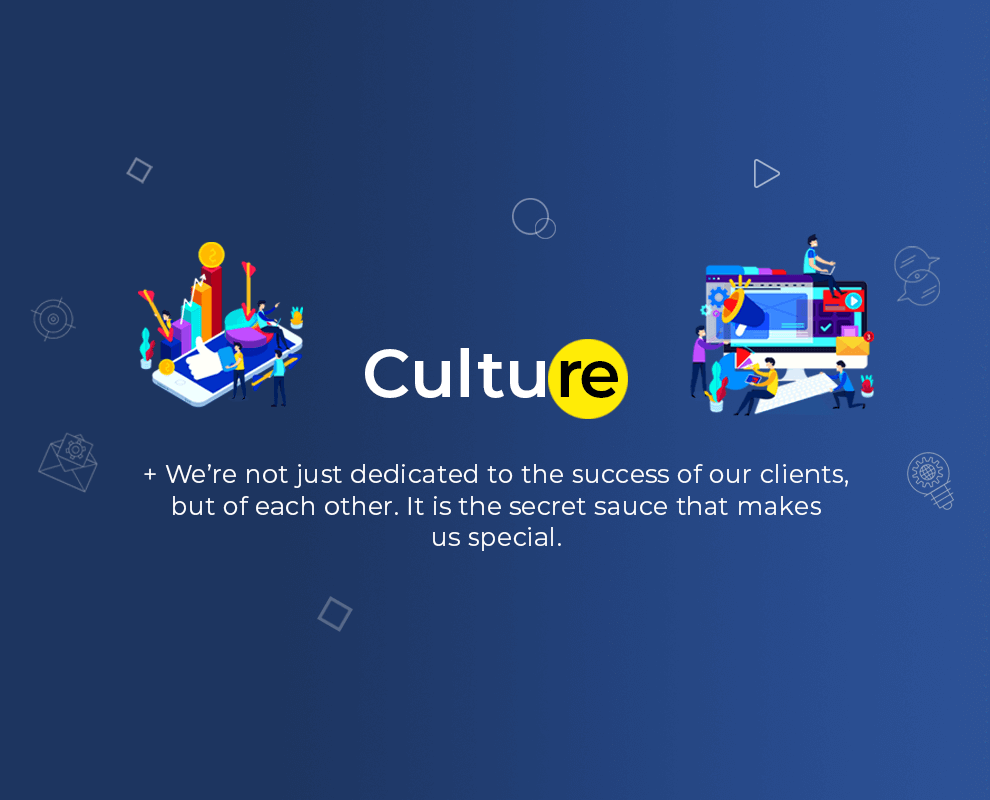 Culture
+ We’re not just dedicated to the success of our clients,
but of each other. It is the secret sauce that makes
us special.